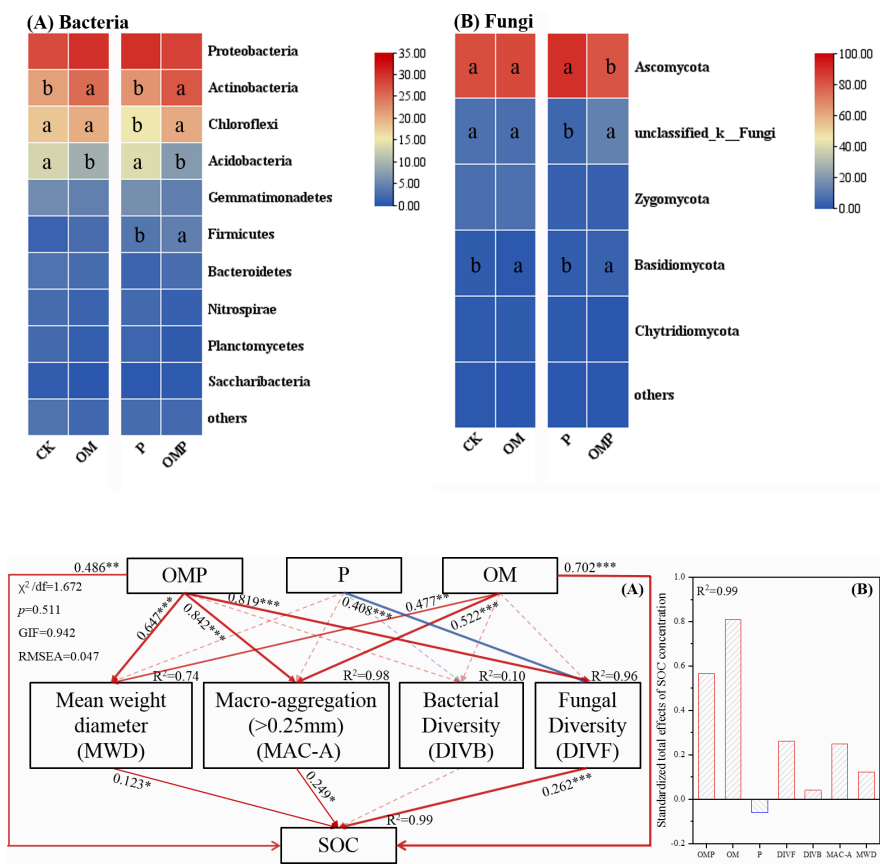 (A) Bacteria
Proteobacteria
b a b a Actinobacteria
a a b a Chloroflexi
a b a b Acidobacteria
Gemmatimonadetes
b a Firmicutes
Bacteroidetes
Nitrospirae
Planctomycetes
Saccharibacteria
others
CK OM P OMP
35.00
30.00
25.00
20.00
15.00
10.00
5.00
0.00
(B) Fungi
a a a b Ascomycota
a a b a unclassified_k__Fungi
Zygomycota
b a b a Basidiomycota
Chytridiomycota
others
CK OM P OMP
100.00
80.00
60.00
40.00
20.00
0.00
(A)
0.486**
OMP
P
OM
0.702***
χ²/df=1.672
p=0.511
GIF=0.942
RMSEA=0.047
0.647***
0.842***
0.819***
0.408***
0.477**
0.522***
R²=0.74
R²=0.98
R²=0.10
R²=0.96
Mean weight
diameter
(MWD)
Macro-aggregation
(>0.25mm)
(MAC-A)
Bacterial
Diversity
(DIVB)
Fungal
Diversity
(DIVF)
0.123*
0.249*
0.262***
R²=0.99
SOC
(B)
R²=0.99
Standardized total effects of SOC concentration
1.0
0.8
0.6
0.4
0.2
0.0
-0.2
OMP OM P DIVF DIVB MAC-A MWD